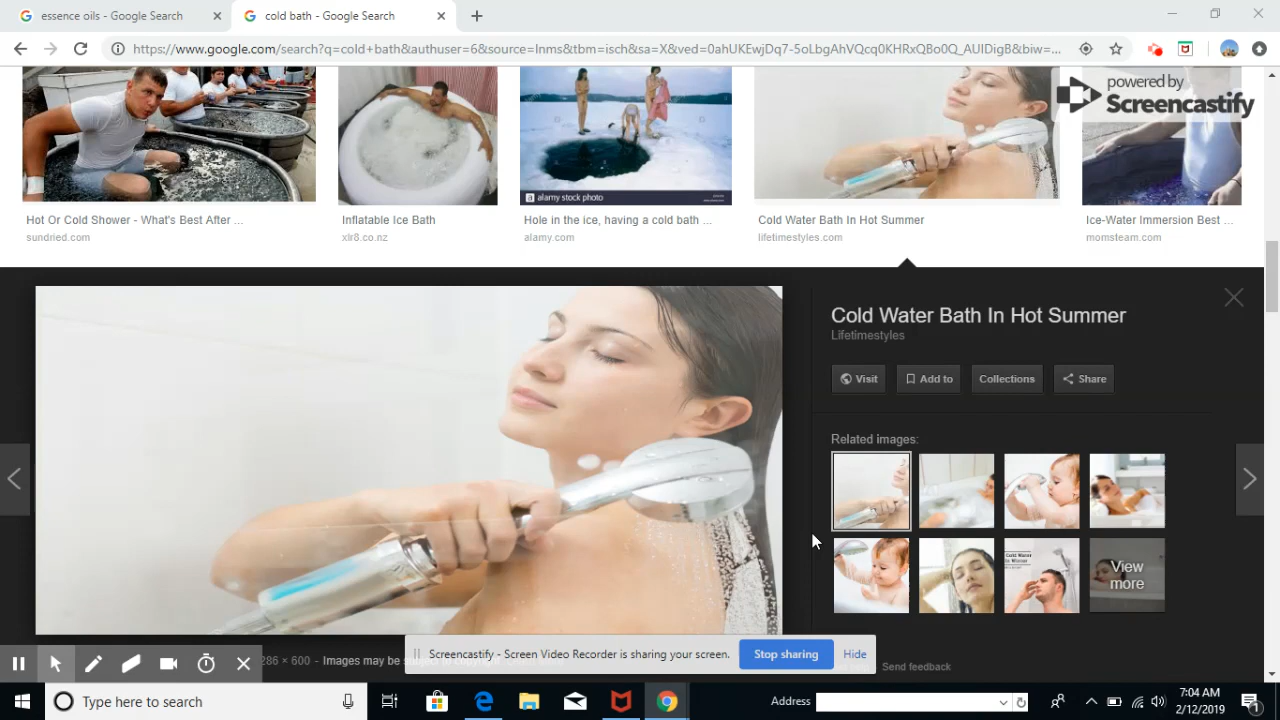 essence oils - Google Search
cold bath - Google Search
https://www.google.com/search?q=cold+bath&authuser=6&source=lnms&tbm=isch&sa=X&ved=0ahUKEwjDq7-5oLbgAhVQcq0KHRxQBo0Q_AUIDigB&biw=...
powered by
Screencastify
a alamy stock photo
Hot Or Cold Shower - What's Best After ...
sundried.com
Inflatable Ice Bath
xlr8.co.nz
Hole in the ice, having a cold bath ...
alamy.com
Cold Water Bath In Hot Summer
lifetimestyles.com
Ice-Water Immersion Best ...
momsteam.com
Cold Water Bath In Hot Summer
Lifetimestyles
Visit
Add to
Collections
Share
Related images:
Cold Water
View
more
286 × 600 - Images may be subject to copyright.
Send feedback
Screencastify - Screen Video Recorder is sharing your screen.
Stop sharing
Hide
Type here to search
Address
7:04 AM
2/12/2019
1